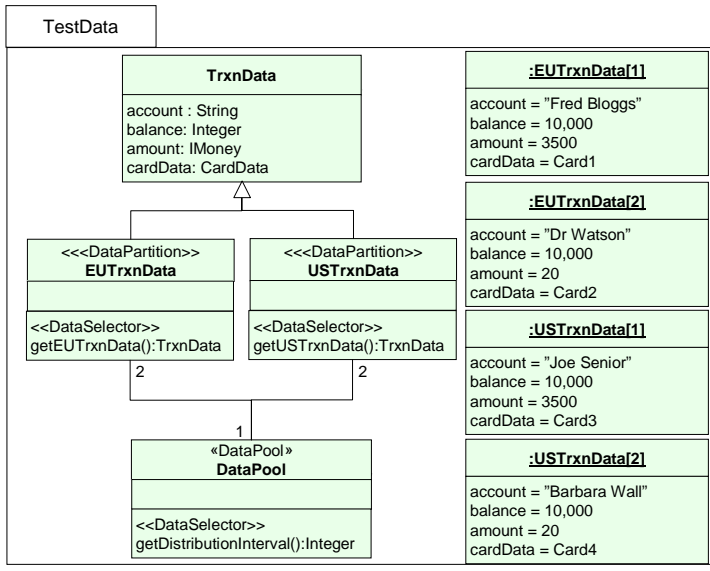 TestData
TrxnData
account : String
balance: Integer
amount: IMoney
cardData: CardData
<<<DataPartition>>
EUTrxnData
<<DataSelector>>
getEUTrxnData():TrxnData
2
<<<DataPartition>>
USTrxnData
<<DataSelector>>
getUSTrxnData():TrxnData
2
1
«DataPool»
DataPool
<<DataSelector>>
getDistributionInterval():Integer
:EUTrxnData[1]
account = "Fred Bloggs”
balance = 10,000
amount = 3500
cardData = Card1
:EUTrxnData[2]
account = "Dr Watson”
balance = 10,000
amount = 20
cardData = Card2
:USTrxnData[1]
account = "Joe Senior”
balance = 10,000
amount = 3500
cardData = Card3
:USTrxnData[2]
account = ”Barbara Wall”
balance = 10,000
amount = 20
cardData = Card4